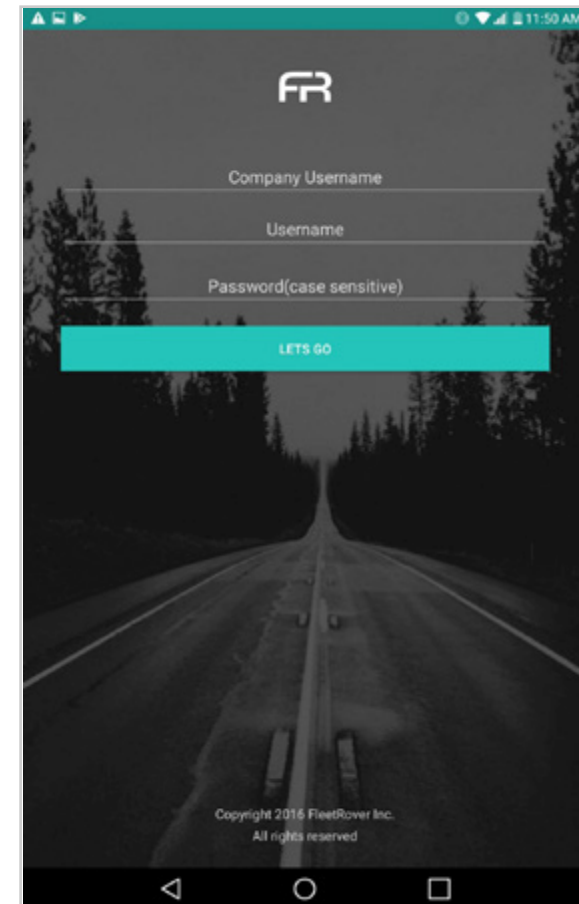 11:50 AM
FR
Company Username
Username
Password(case sensitive)
LETS GO
Copyright 2016 FleetRover Inc.
All rights reserved